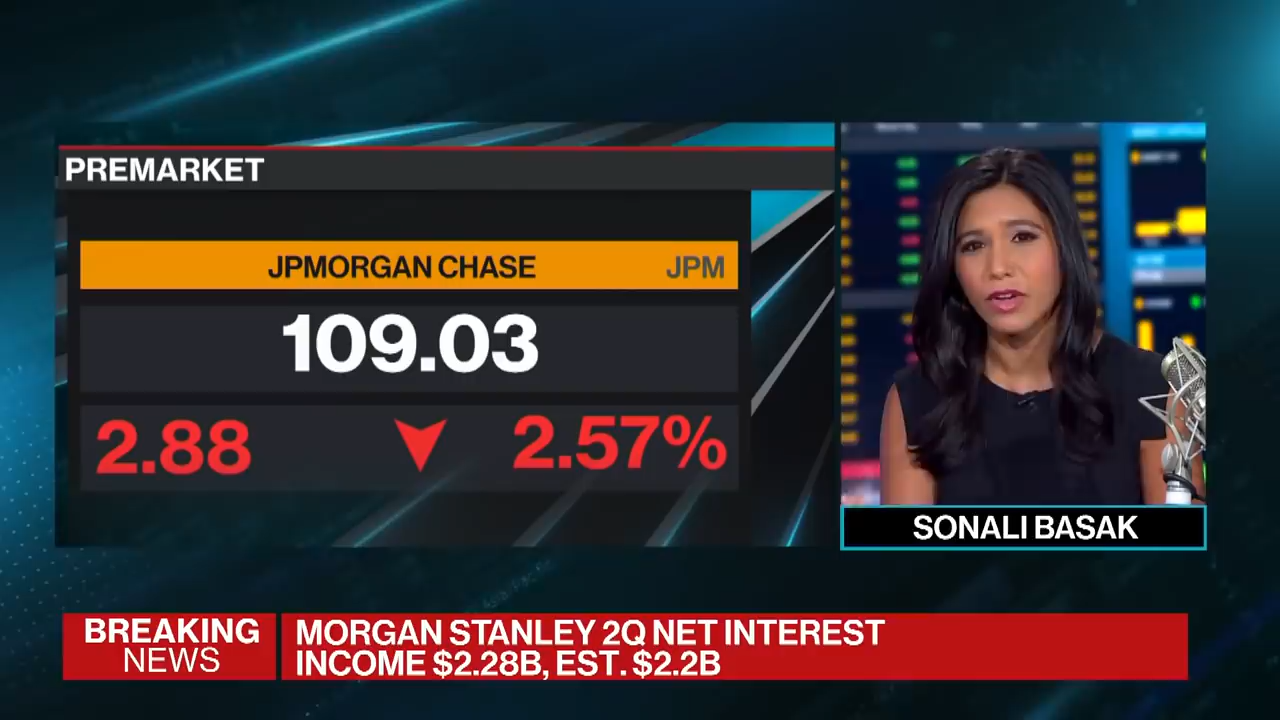 PREMARKET
JPMORGAN CHASE JPM
109.03
2.88 2.57%
SONALI BASAK
BREAKING NEWS
MORGAN STANLEY 2Q NET INTEREST
INCOME $2.28B, EST. $2.2B